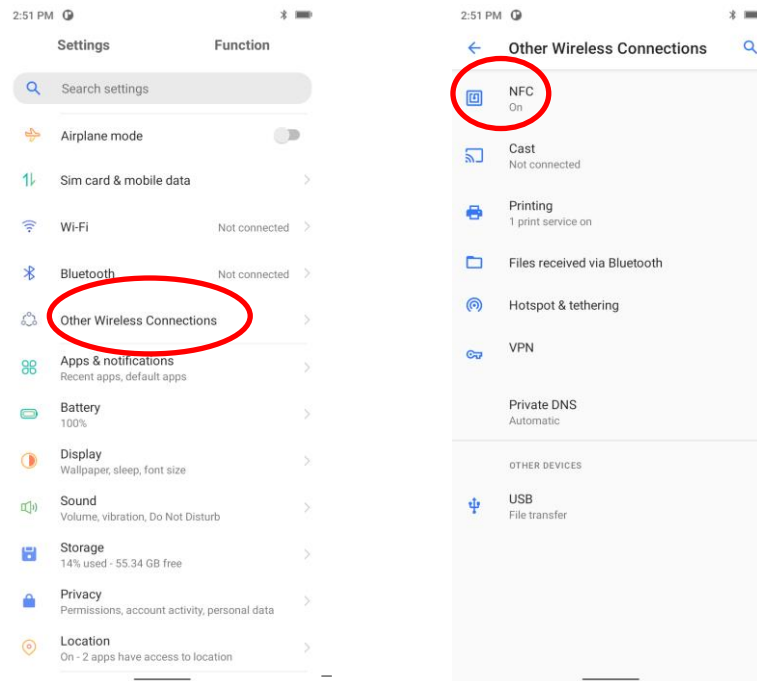 2:51 PM
Settings Function
Search settings
Airplane mode
Sim card & mobile data
Wi-Fi Not connected
Bluetooth Not connected
Other Wireless Connections
Apps & notifications
Recent apps, default apps
Battery
100%
Display
Wallpaper, sleep, font size
Sound
Volume, vibration, Do Not Disturb
Storage
14% used - 55.34 GB free
Privacy
Permissions, account activity, personal data
Location
On - 2 apps have access to location
2:51 PM
Other Wireless Connections
NFC
On
Cast
Not connected
Printing
1 print service on
Files received via Bluetooth
Hotspot & tethering
VPN
Private DNS
Automatic
OTHER DEVICES
USB
File transfer